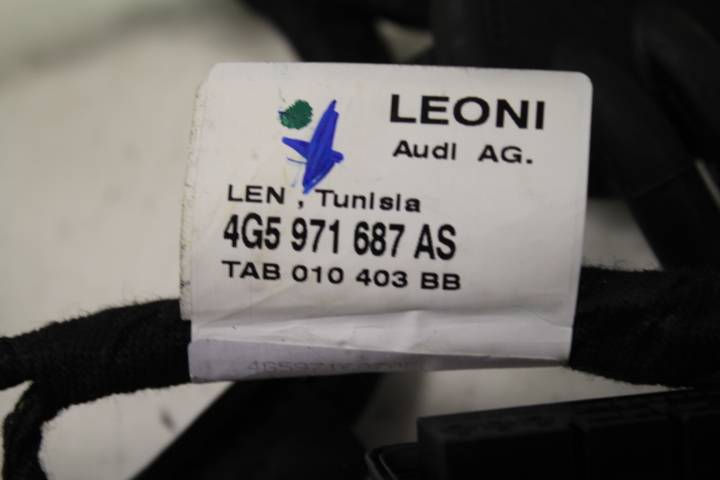 LEONI
Audi AG.
LEN , Tunisia
4G5 971 687 AS
TAB 010 403 BB